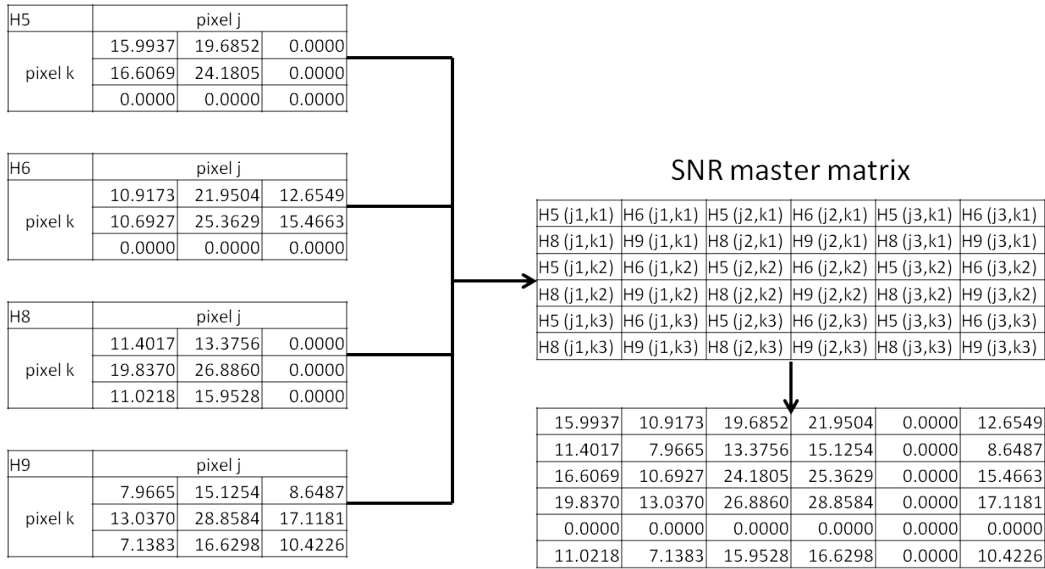 H5 pixel j
15.9937 19.6852 0.0000
pixel k 16.6069 24.1805 0.0000
0.0000 0.0000 0.0000
H6 pixel j
10.9173 21.9504 12.6549
pixel k 10.6927 25.3629 15.4663
0.0000 0.0000 0.0000
H8 pixel j
11.4017 13.3756 0.0000
pixel k 19.8370 26.8860 0.0000
11.0218 15.9528 0.0000
H9 pixel j
7.9665 15.1254 8.6487
pixel k 13.0370 28.8584 17.1181
7.1383 16.6298 10.4226
SNR master matrix
H5 (j1,k1) H6 (j1,k1) H5 (j2,k1) H6 (j2,k1) H5 (j3,k1) H6 (j3,k1)
H8 (j1,k1) H9 (j1,k1) H8 (j2,k1) H9 (j2,k1) H8 (j3,k1) H9 (j3,k1)
H5 (j1,k2) H6 (j1,k2) H5 (j2,k2) H6 (j2,k2) H5 (j3,k2) H6 (j3,k2)
H8 (j1,k2) H9 (j1,k2) H8 (j2,k2) H9 (j2,k2) H8 (j3,k2) H9 (j3,k2)
H5 (j1,k3) H6 (j1,k3) H5 (j2,k3) H6 (j2,k3) H5 (j3,k3) H6 (j3,k3)
H8 (j1,k3) H9 (j1,k3) H8 (j2,k3) H9 (j2,k3) H8 (j3,k3) H9 (j3,k3)
15.9937 10.9173 19.6852 21.9504 0.0000 12.6549
11.4017 7.9665 13.3756 15.1254 0.0000 8.6487
16.6069 10.6927 24.1805 25.3629 0.0000 15.4663
19.8370 13.0370 26.8860 28.8584 0.0000 17.1181
0.0000 0.0000 0.0000 0.0000 0.0000 0.0000
11.0218 7.1383 15.9528 16.6298 0.0000 10.4226